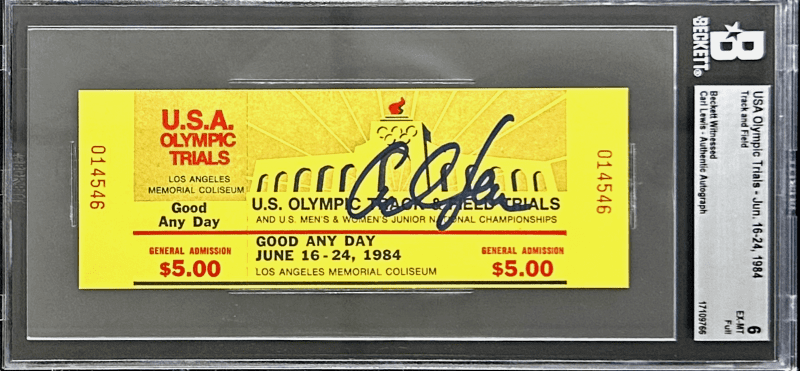 014546
U.S.A.
OLYMPIC
TRIALS
LOS ANGELES
MEMORIAL COLISEUM
Good
Any Day
GENERAL ADMISSION
$5.00
U.S. OLYMPIC TRACK & FIELD TRIALS
AND U.S. MEN'S & WOMEN'S JUNIOR NATIONAL CHAMPIONSHIPS
GOOD ANY DAY
JUNE 16-24, 1984
LOS ANGELES MEMORIAL COLISEUM
GENERAL ADMISSION
$5.00
014546
BECKETT®
USA Olympic Trials - Jun. 16-24, 1984
Track and Field
Beckett Witnessed
Carl Lewis - Authentic Autograph
6
EX-MT
Full
17109766